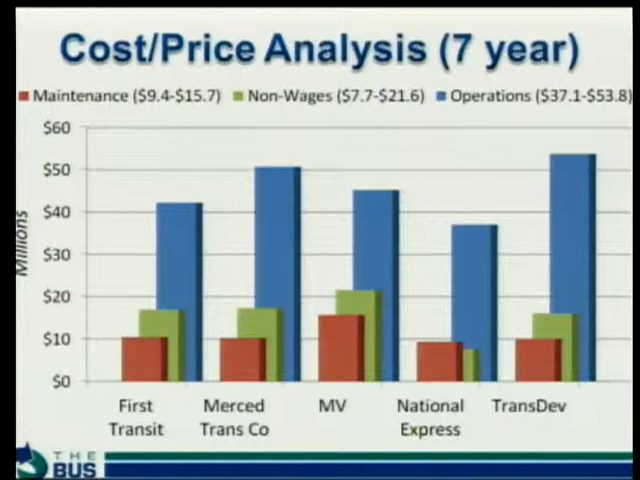 Cost/Price Analysis (7 year)
Maintenance ($9.4-$15.7) Non-Wages ($7.7-$21.6) Operations ($37.1-$53.8)
$60
$50
$40
$30
$20
$10
$0
Millions
First Transit
Merced Trans Co
MV
National Express
TransDev
THE
BUS